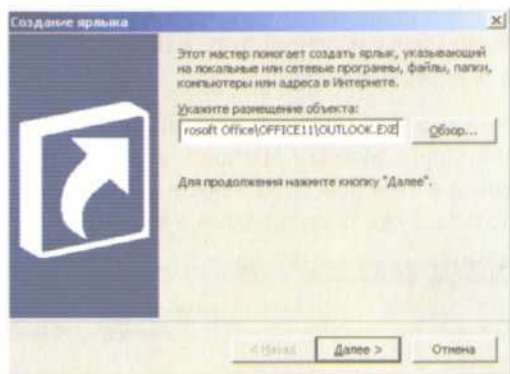 Создание ярлыка
Этот мастер помогает создать ярлык, указывающий
на локальные или сетевые программы, файлы, папки,
компьютеры или адреса в Интернете.
Укажите размещение объекта:
rosoft Office\OFFICE11\OUTLOOK.EXE
Обзор...
Для продолжения нажмите кнопку "Далее".
< Назад
Далее >
Отмена